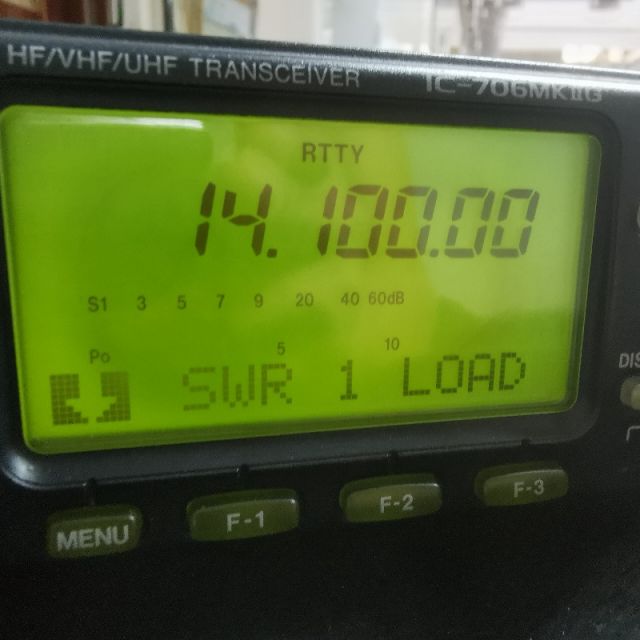 HF/VHF/UHF TRANSCEIVER IC-706MKIIG
RTTY
14.100.00
S1 3 5 7 9 20 40 60dB
Po 5 10
SWR 1 LOAD
DIS
MENU F-1 F-2 F-3